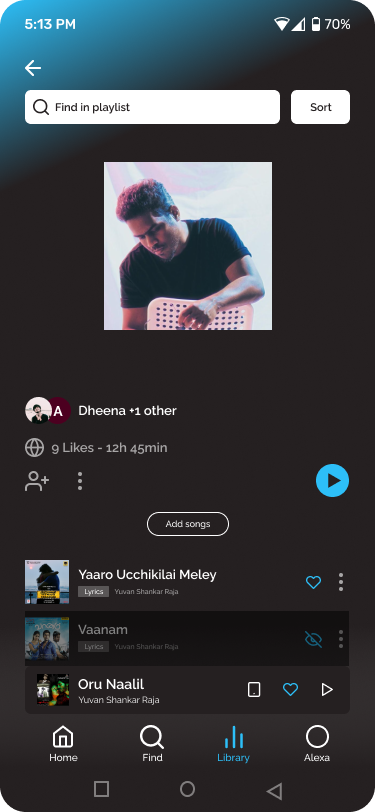 5:13 PM
70%
Find in playlist
Sort
A
Dheena +1 other
9 Likes - 12h 45min
Add songs
Yaaro Ucchikilai Meley
Lyrics
Yuvan Shankar Raja
Vaanam
Lyrics
Yuvan Shankar Raja
Oru Naalil
Yuvan Shankar Raja
Home
Find
Library
Alexa